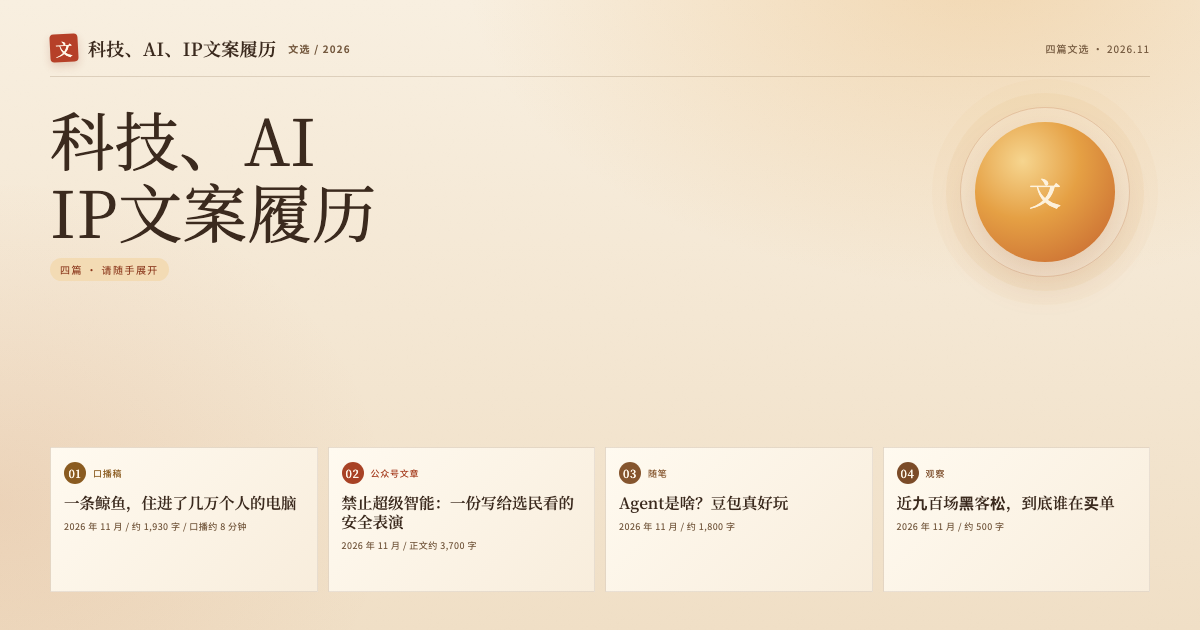 文 科技、AI、IP文案履历 文选 / 2026 四篇文选 · 2026.11
科技、AI
IP文案履历
文
四篇 · 请随手展开
01 口播稿
一条鲸鱼，住进了几万个人的电脑
2026 年 11 月 / 约 1,930 字 / 口播约 8 分钟
02 公众号文章
禁止超级智能：一份写给选民看的
安全表演
2026 年 11 月 / 正文约 3,700 字
03 随笔
Agent是啥？豆包真好玩
2026 年 11 月 / 约 1,800 字
04 观察
近九百场黑客松，到底谁在买单
2026 年 11 月 / 约 500 字